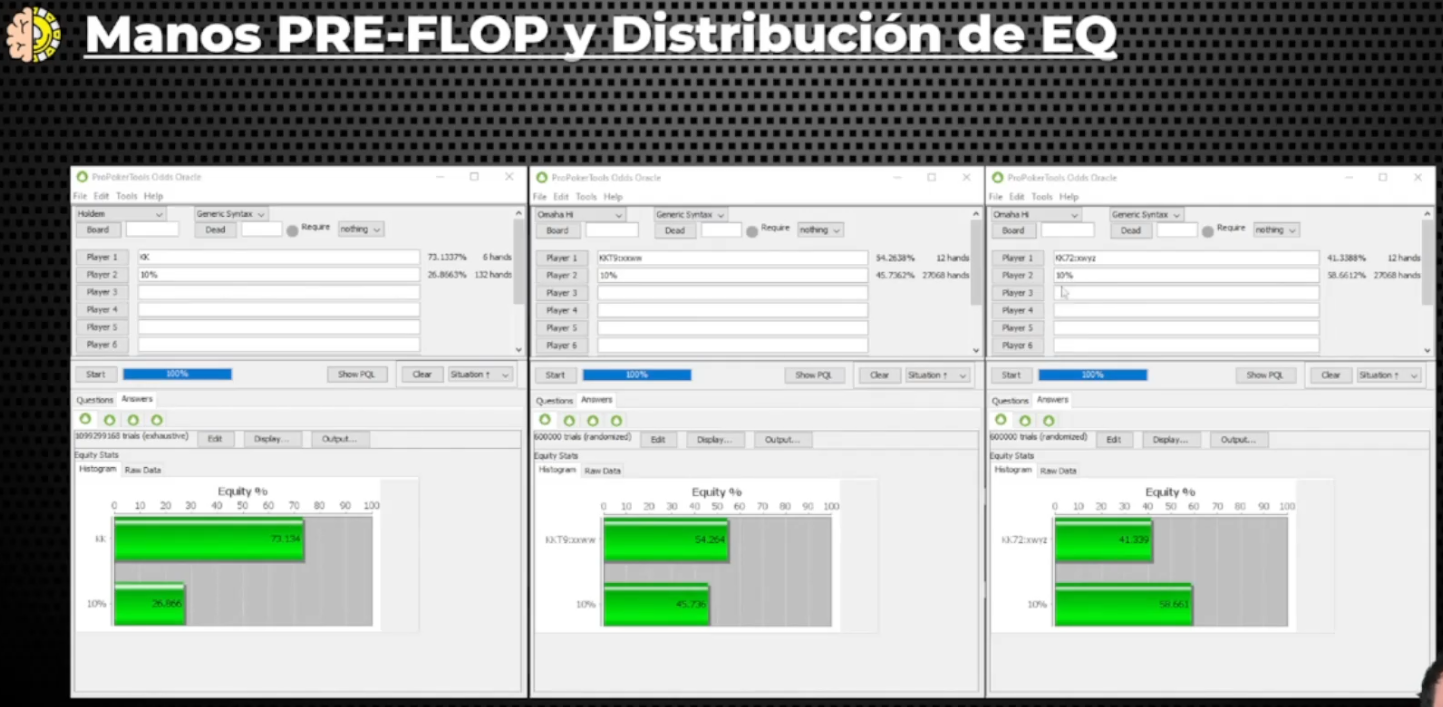 Manos PRE-FLOP y Distribución de EQ
ProPokerTools Odds Oracle
File Edit Tools Help
Holdem Generic Syntax
Board Dead Require nothing
Player 1 KK 73.1337% 6 hands
Player 2 10% 26.8663% 132 hands
Player 3
Player 4
Player 5
Player 6
Start 100% Show PQL Clear Situation ↑
Questions Answers
1099299168 trials (exhaustive) Edit Display... Output...
Equity Stats
Histogram Raw Data
Equity %
0 10 20 30 40 50 60 70 80 90 100
KK 73.134
10% 26.866
ProPokerTools Odds Oracle
File Edit Tools Help
Omaha Hi Generic Syntax
Board Dead Require nothing
Player 1 54.2638% 12 hands
Player 2 10% 45.7362% 27068 hands
Player 3
Player 4
Player 5
Player 6
Start 100% Show PQL Clear Situation ↑
Questions Answers
600000 trials (randomized) Edit Display... Output...
Equity Stats
Histogram Raw Data
Equity %
0 10 20 30 40 50 60 70 80 90 100
54.264
10% 45.736
ProPokerTools Odds Oracle
File Edit Tools Help
Omaha Hi Generic Syntax
Board Dead Require nothing
Player 1 KK72:xwyz 41.3388% 12 hands
Player 2 10% 58.6612% 27068 hands
Player 3
Player 4
Player 5
Player 6
Start 100% Show PQL Clear Situation ↑
Questions Answers
600000 trials (randomized) Edit Display... Output...
Equity Stats
Histogram Raw Data
Equity %
0 10 20 30 40 50 60 70 80 90 100
KK72:xwyz 41.339
10% 58.661